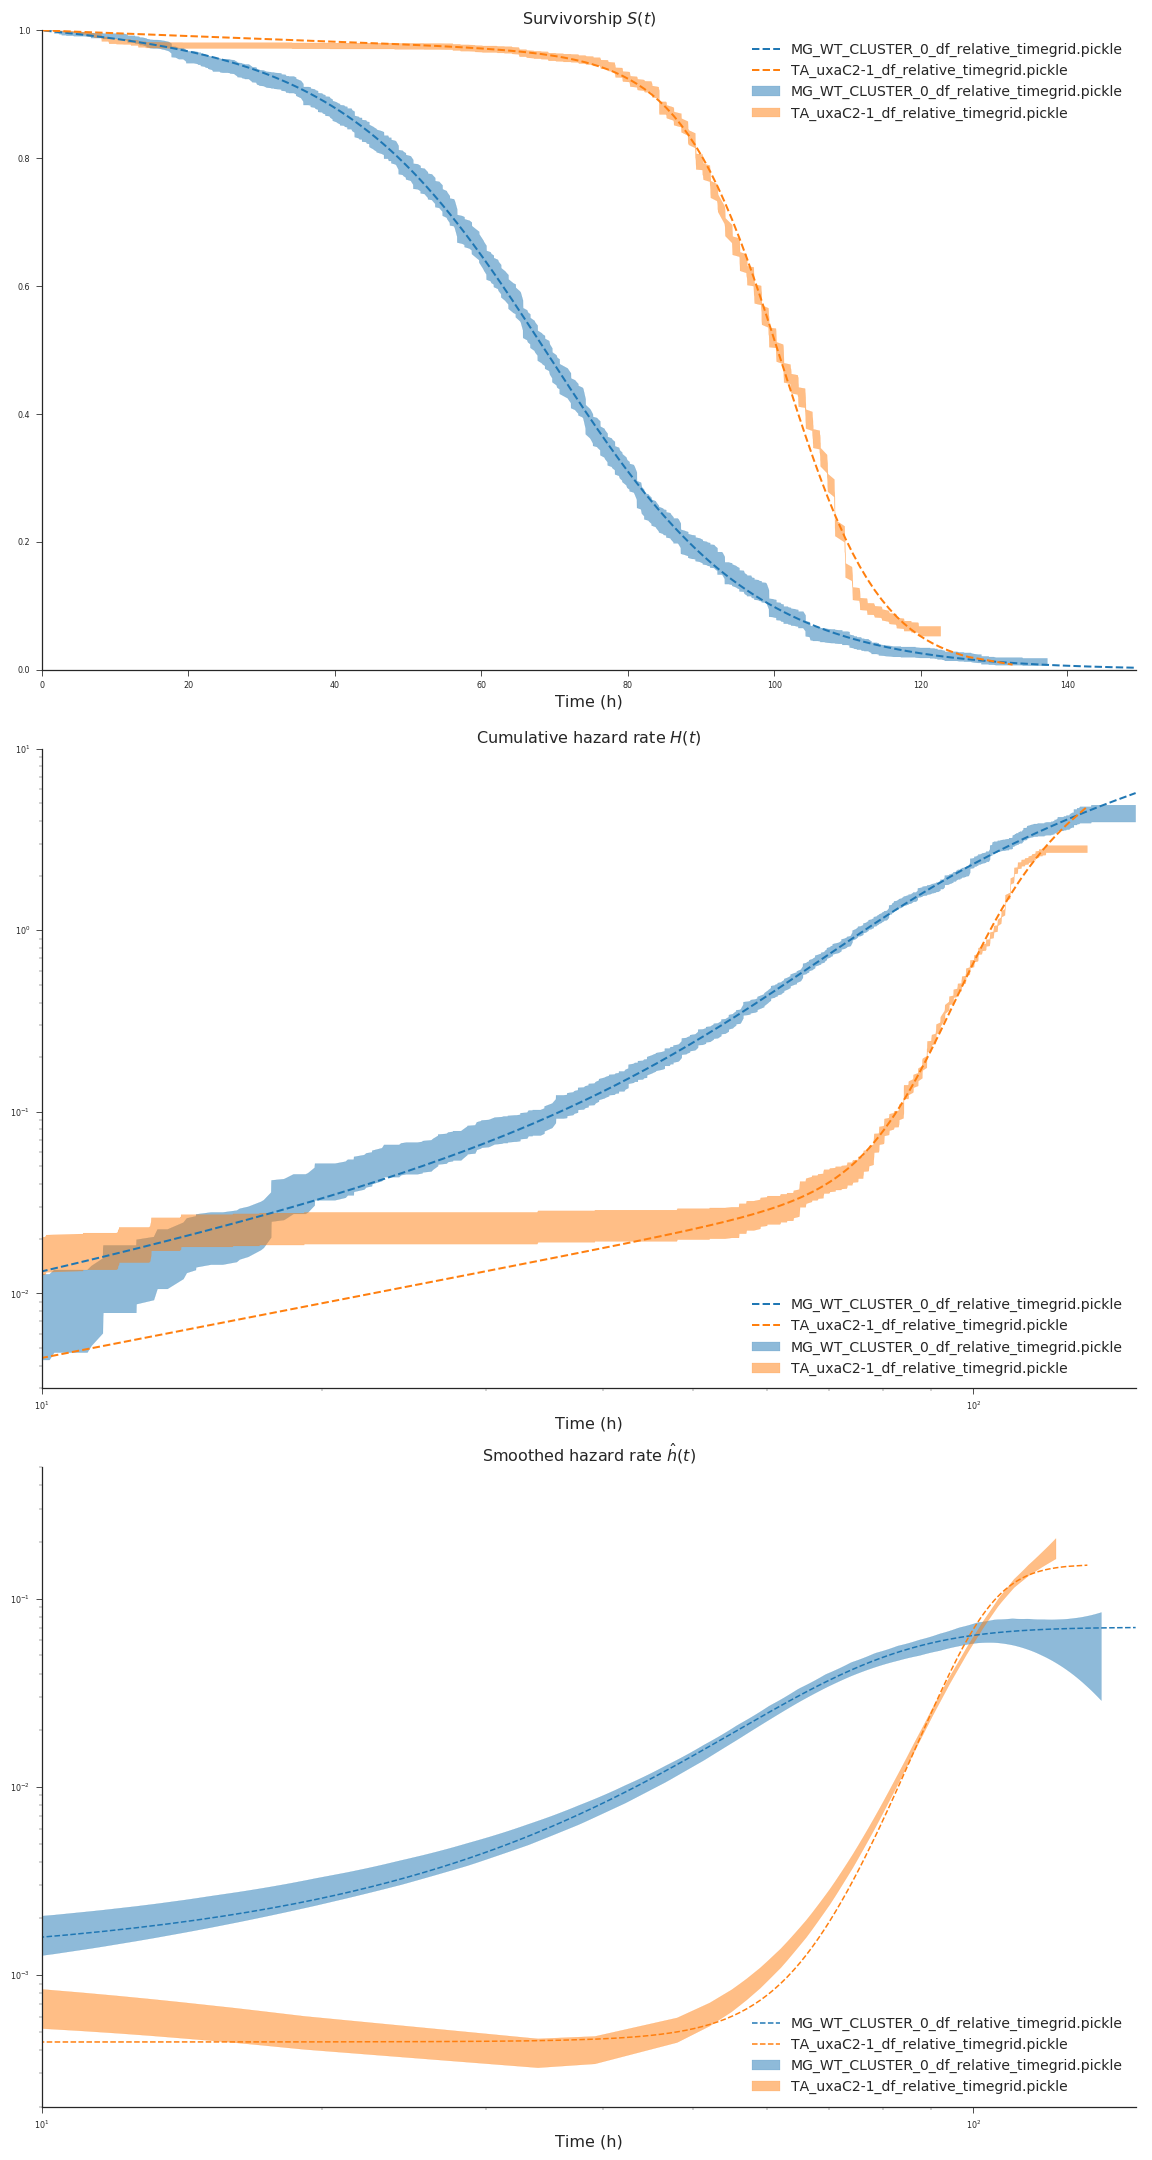 Survivorship S(t)
1.0
0.8
0.6
0.4
0.2
0.0
MG_WT_CLUSTER_0_df_relative_timegrid.pickle
TA_uxaC2-1_df_relative_timegrid.pickle
MG_WT_CLUSTER_0_df_relative_timegrid.pickle
TA_uxaC2-1_df_relative_timegrid.pickle
0 20 40 60 80 100 120 140
Time (h)
Cumulative hazard rate H(t)
10¹
10⁰
10⁻¹
10⁻²
MG_WT_CLUSTER_0_df_relative_timegrid.pickle
TA_uxaC2-1_df_relative_timegrid.pickle
MG_WT_CLUSTER_0_df_relative_timegrid.pickle
TA_uxaC2-1_df_relative_timegrid.pickle
10¹ 10²
Time (h)
Smoothed hazard rate ĥ(t)
10⁻¹
10⁻²
10⁻³
MG_WT_CLUSTER_0_df_relative_timegrid.pickle
TA_uxaC2-1_df_relative_timegrid.pickle
MG_WT_CLUSTER_0_df_relative_timegrid.pickle
TA_uxaC2-1_df_relative_timegrid.pickle
10¹ 10²
Time (h)